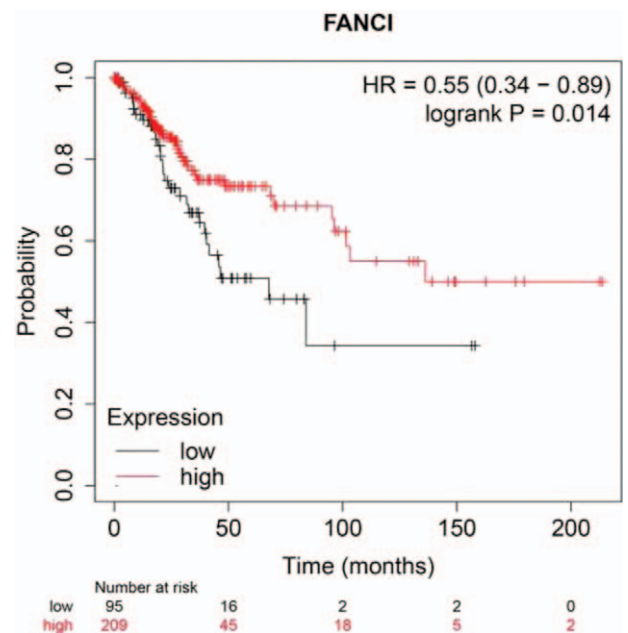 FANCI
HR = 0.55 (0.34 − 0.89)
logrank P = 0.014
1.0
0.8
0.6
0.4
0.2
0.0
Probability
Expression
low
high
0 50 100 150 200
Time (months)
Number at risk
low 95 16 2 2 0
high 209 45 18 5 2